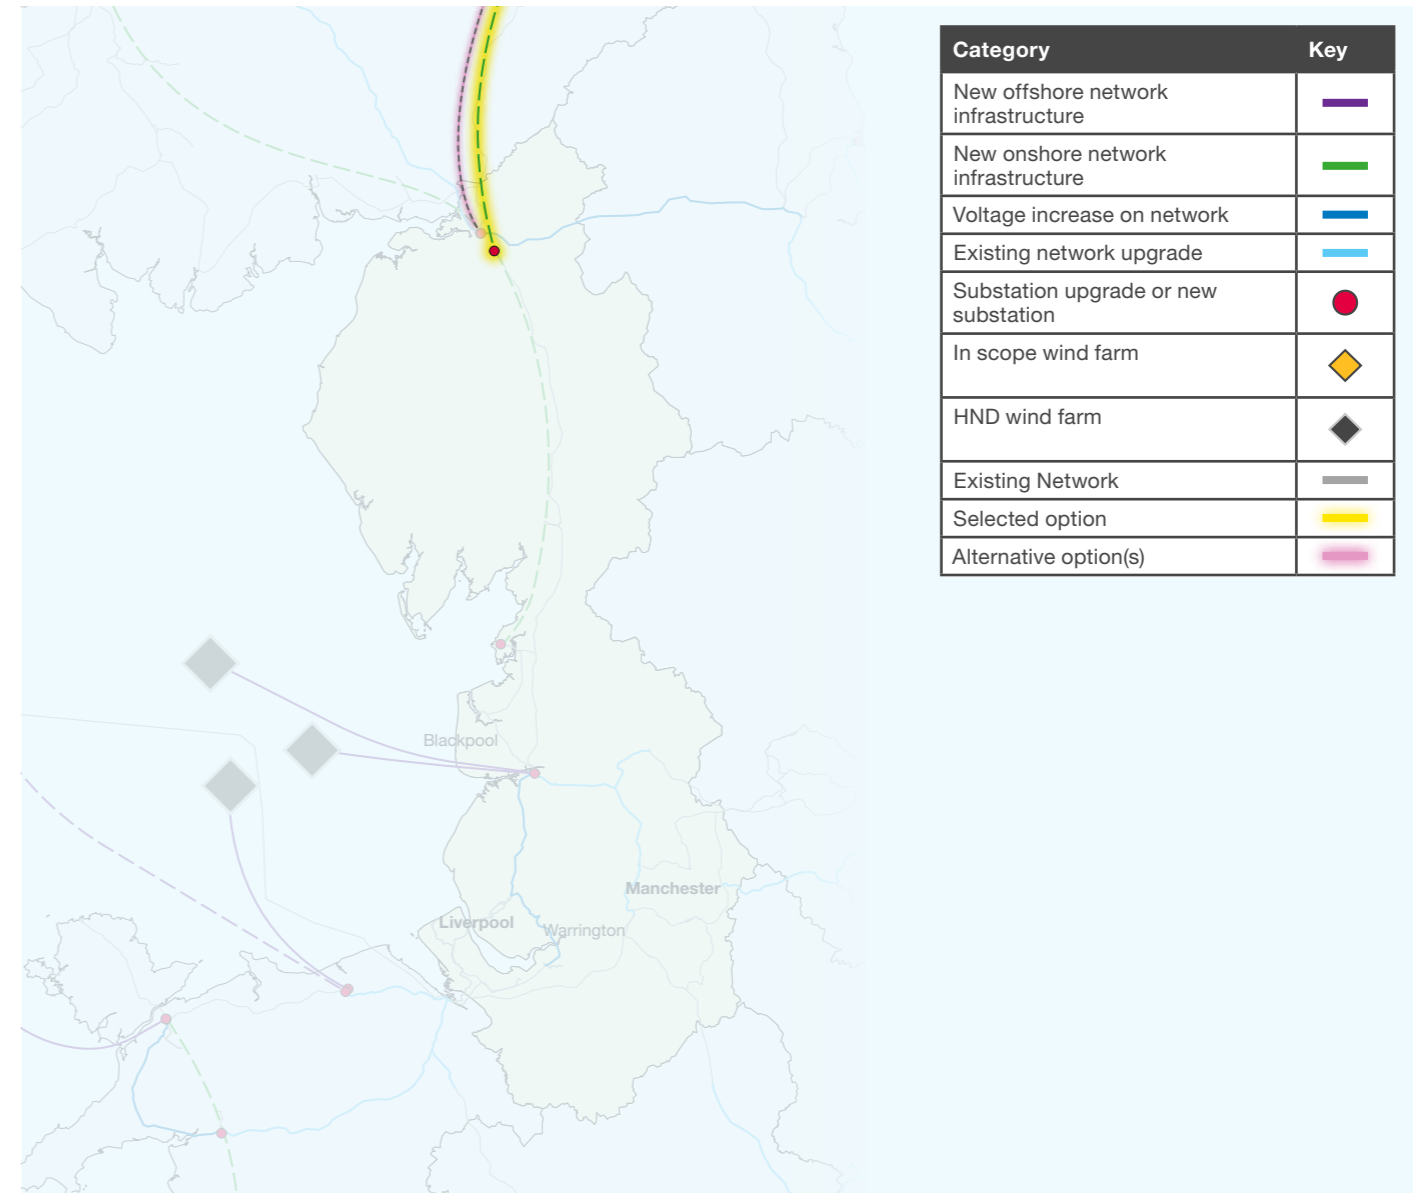 Category Key
New offshore network
infrastructure
New onshore network
infrastructure
Voltage increase on network
Existing network upgrade
Substation upgrade or new
substation
In scope wind farm
HND wind farm
Existing Network
Selected option
Alternative option(s)
Blackpool
Manchester
Liverpool
Warrington